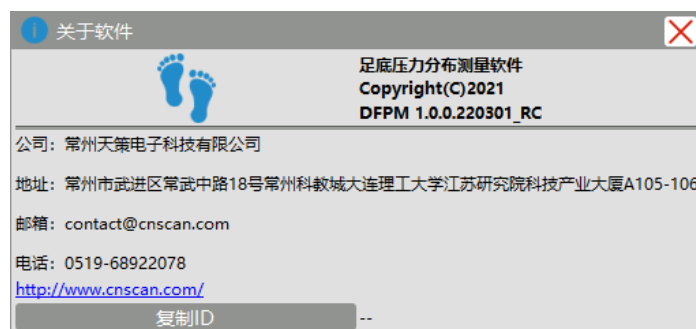 关于软件
足底压力分布测量软件
Copyright(C)2021
DFPM 1.0.0.220301_RC
公司：常州天策电子科技有限公司
地址：常州市武进区常武中路18号常州科教城大连理工大学江苏研究院科技产业大厦A105-106
邮箱：contact@cnscan.com
电话：0519-68922078
http://www.cnscan.com/
复制ID
--